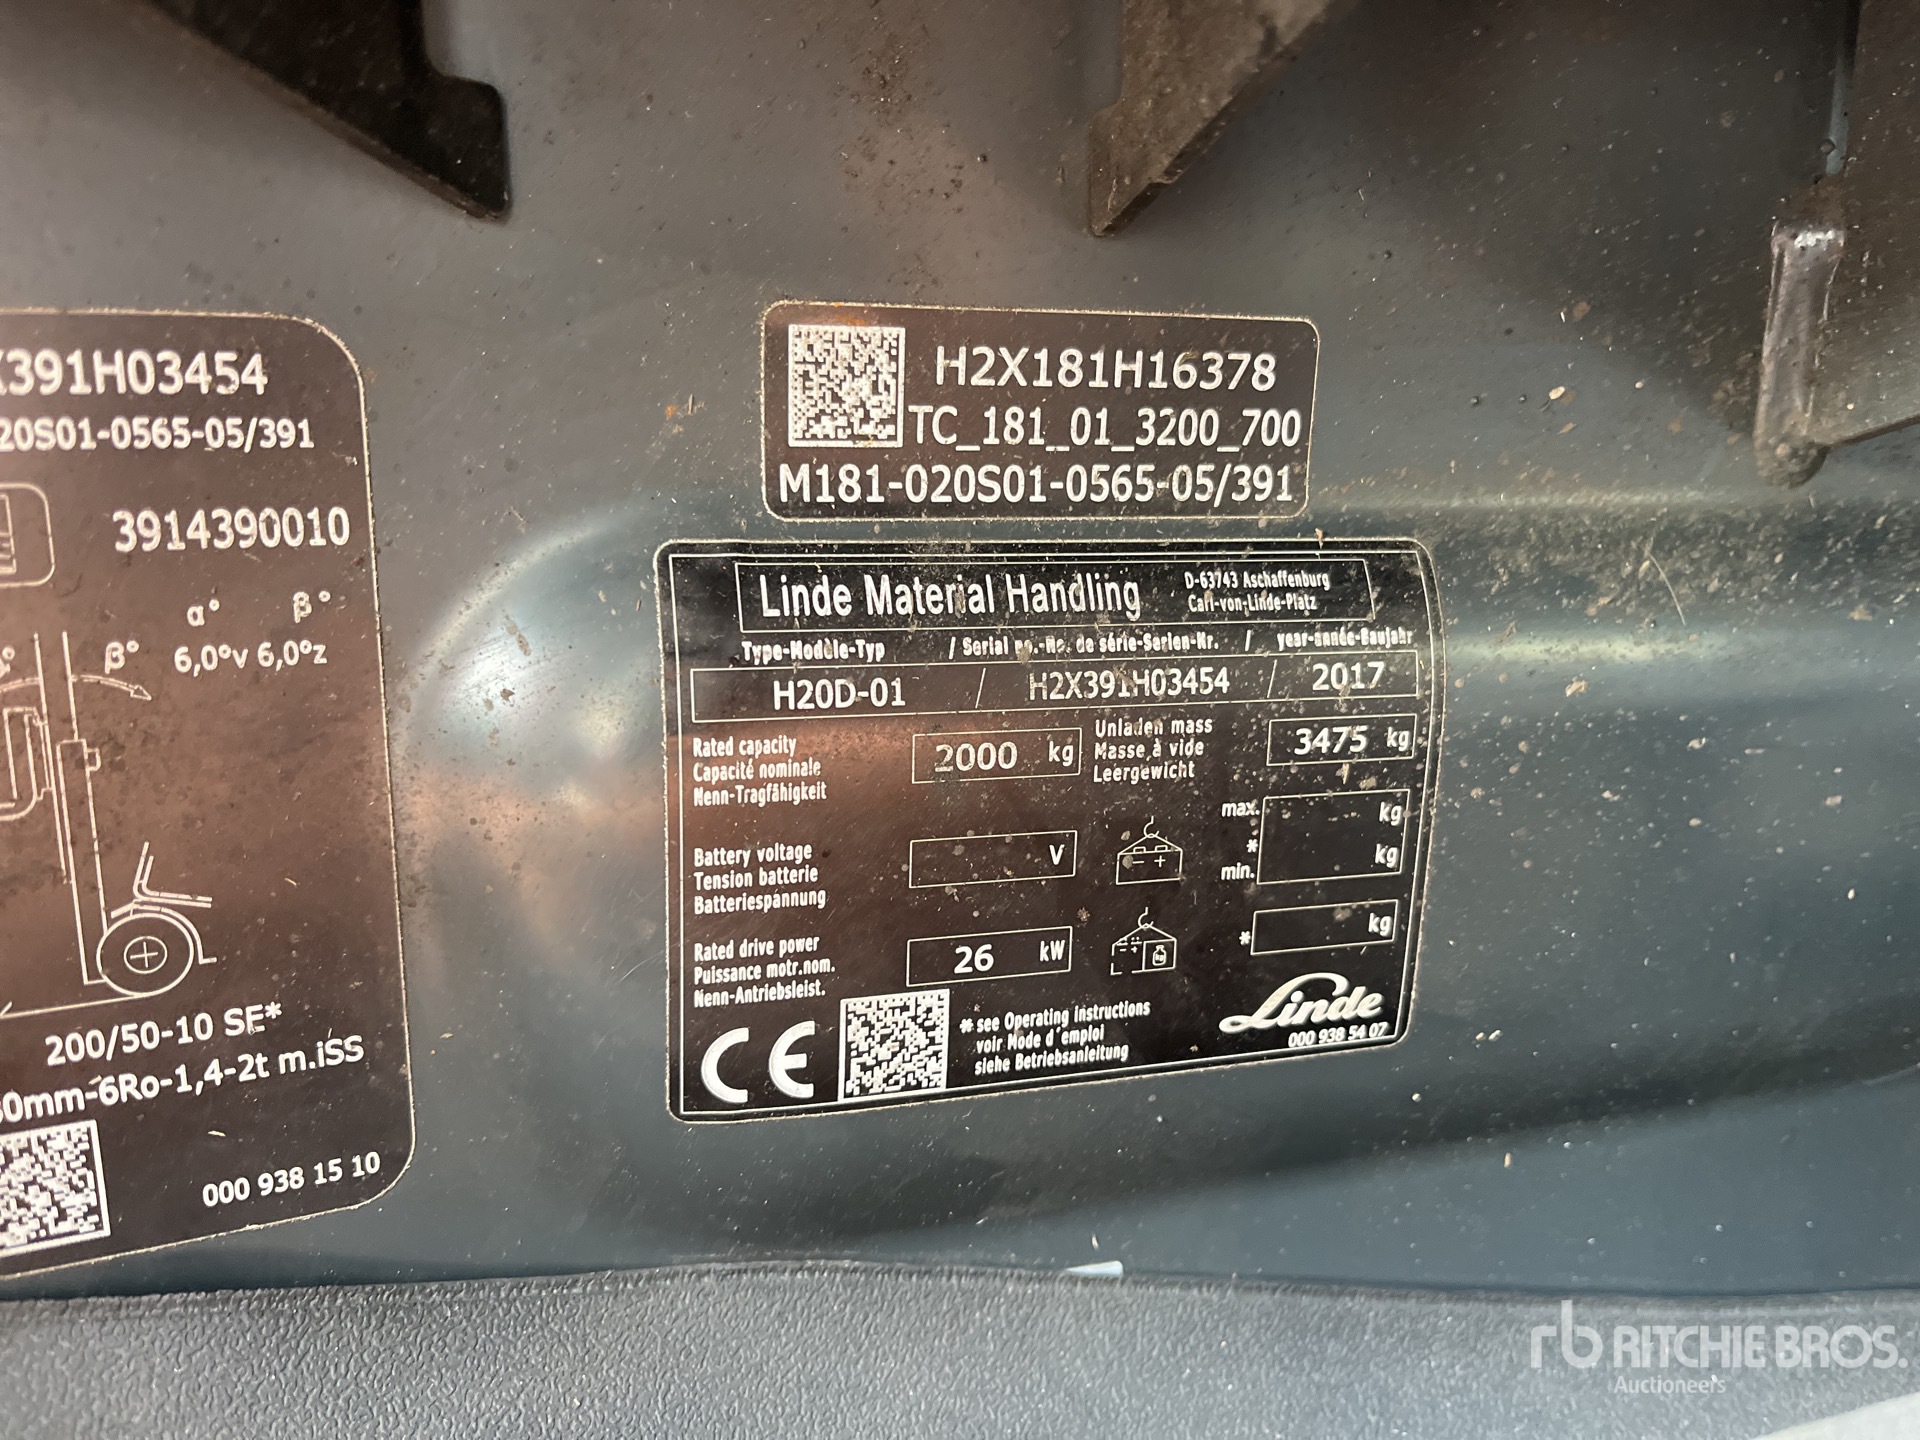 X391H03454
20S01-0565-05/391
3914390010
α° β°
β° 6,0°v 6,0°z
200/50-10 SE*
0mm-6Ro-1,4-2t m.iSS
000 938 15 10
H2X181H16378
TC_181_01_3200_700
M181-020S01-0565-05/391
Linde Material Handling
D-63743 Aschaffenburg
Carl-von-Linde-Platz
Type-Modèle-Typ / Serial no.-No. de série-Serien-Nr. / year-année-Baujahr
H20D-01 / H2X391H03454 / 2017
Rated capacity
Capacité nominale
Nenn-Tragfähigkeit
2000 kg
Unladen mass
Masse à vide
Leergewicht
3475 kg
Battery voltage
Tension batterie
Batteriespannung
V
- +
max. kg
*
min. kg
Rated drive power
Puissance motr.nom.
Nenn-Antriebsleist.
26 kW
* kg
CE
* see Operating instructions
voir Mode d'emploi
siehe Betriebsanleitung
Linde
000 938 54 07
rb RITCHIE BROS.
Auctioneers